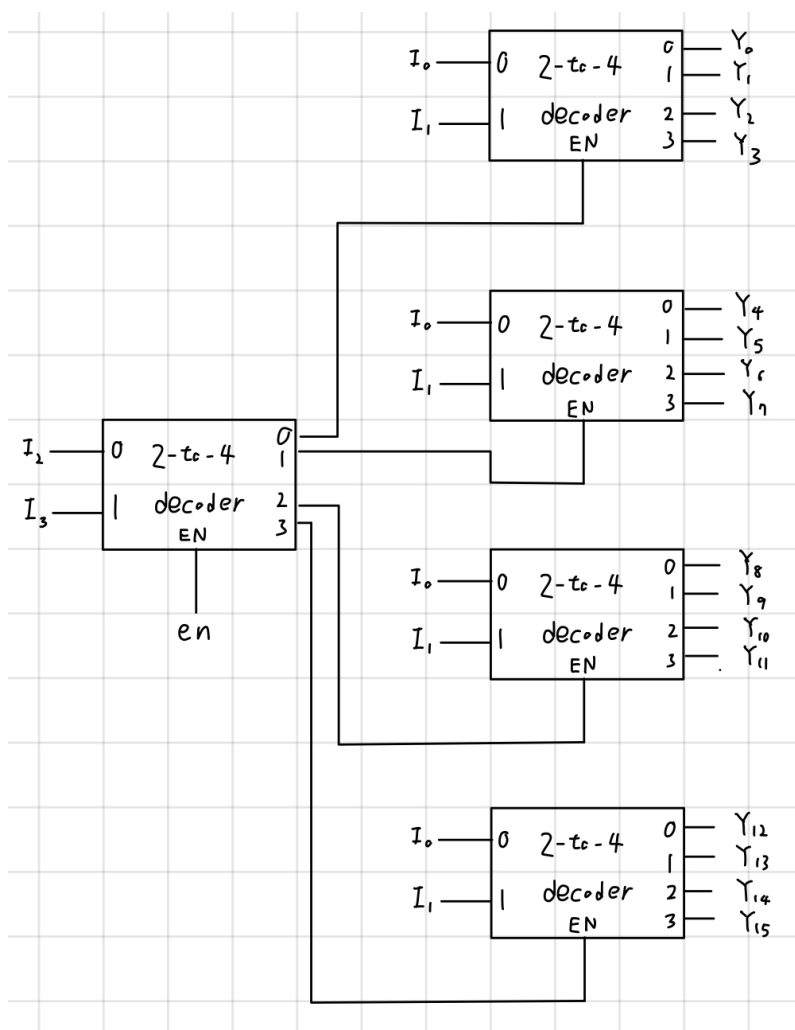 I₀ 0 2-to-4 0 Y₀
1 Y₁
I₁ 1 decoder 2 Y₂
EN 3 Y₃
I₀ 0 2-to-4 0 Y₄
1 Y₅
I₁ 1 decoder 2 Y₆
EN 3 Y₇
I₂ 0 2-to-4 0
1
I₃ 1 decoder 2
EN 3
en
I₀ 0 2-to-4 0 Y₈
1 Y₉
I₁ 1 decoder 2 Y₁₀
EN 3 Y₁₁
I₀ 0 2-to-4 0 Y₁₂
1 Y₁₃
I₁ 1 decoder 2 Y₁₄
EN 3 Y₁₅